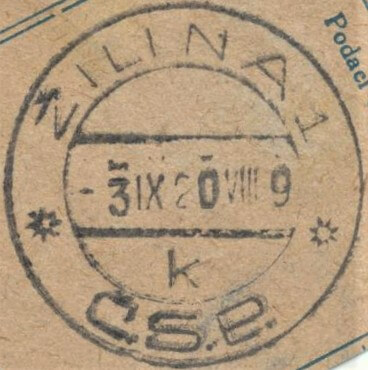 ŽILINA 1
Podací
-3 IX 20 VIII 9
k
Č.S.P.